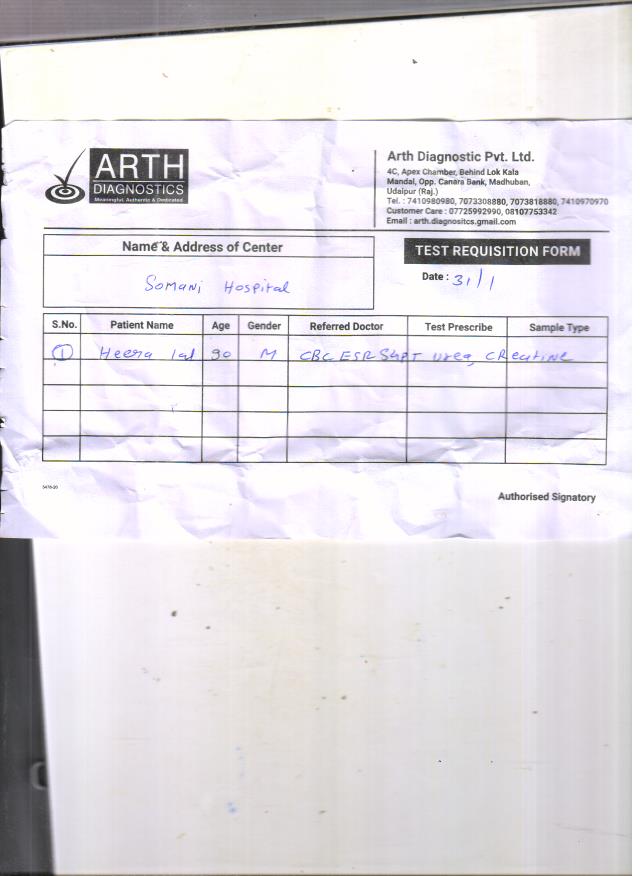 ARTH
DIAGNOSTICS
Meaningful, Authentic & Dedicated
Arth Diagnostic Pvt. Ltd.
4C, Apex Chamber, Behind Lok Kala
Mandal, Opp. Canara Bank, Madhuban,
Udaipur (Raj.)
Tel. : 7410980980, 7073308880, 7073818880, 7410970970
Customer Care : 07725992990, 08107753342
Email : arth.diagnositcs.gmail.com
Name & Address of Center
Somani Hospital
TEST REQUISITION FORM
Date : 31/1
S.No. Patient Name Age Gender Referred Doctor Test Prescribe Sample Type
1 Heera lal 90 M CBC ESR SGPT urea, CReatine
5476-20
Authorised Signatory